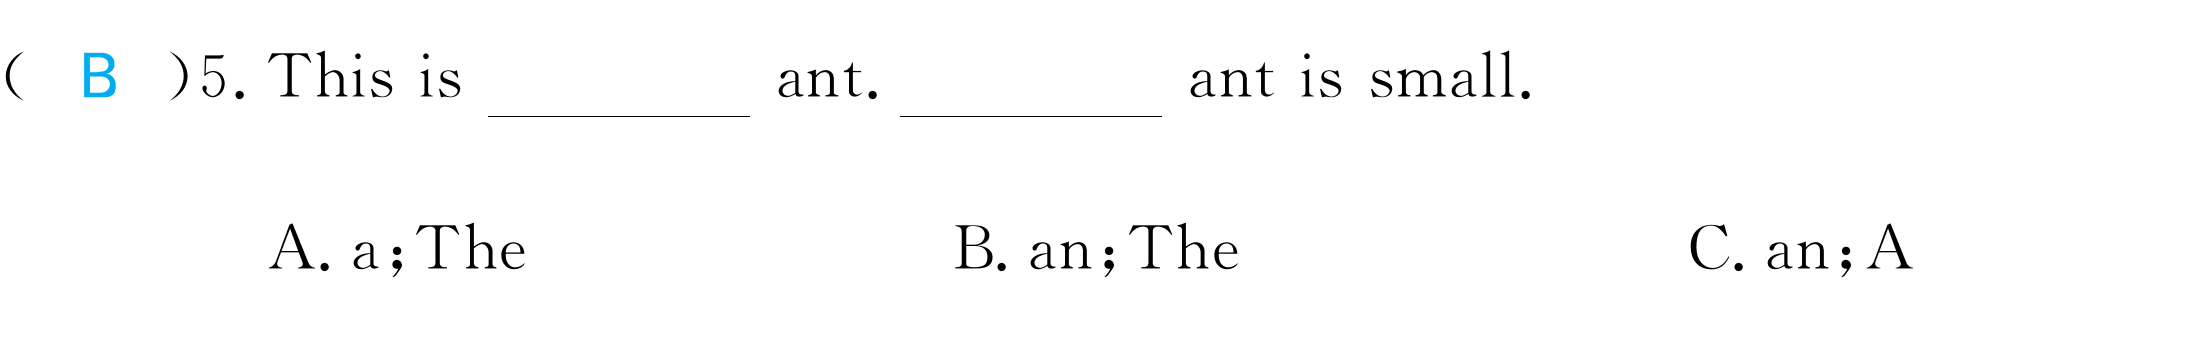 ( B )5. This is ________ ant. ________ ant is small.
A. a;The B. an;The C. an;A